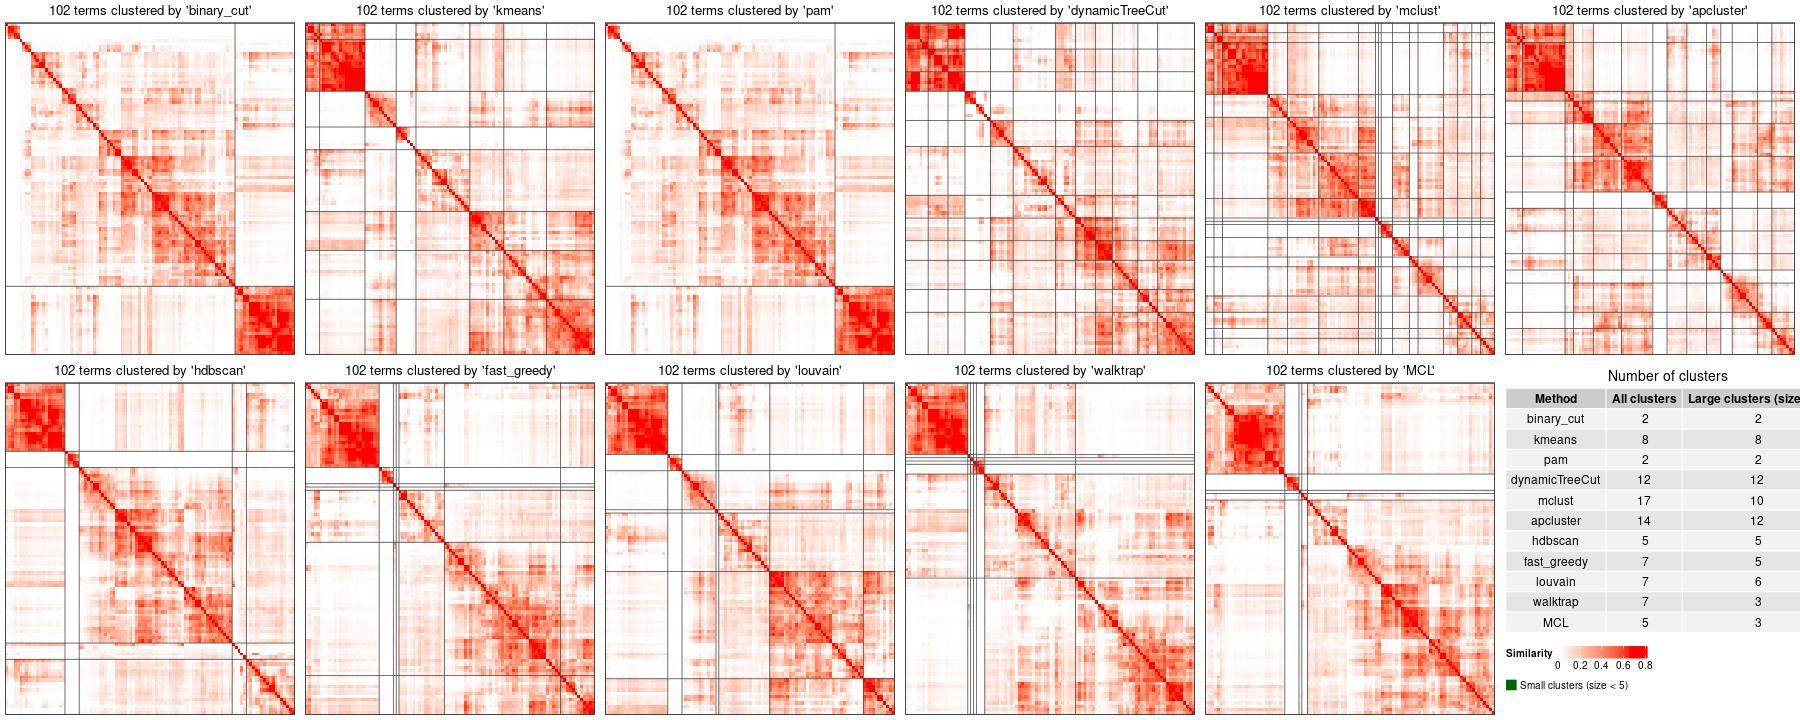 102 terms clustered by 'binary_cut'
102 terms clustered by 'kmeans'
102 terms clustered by 'pam'
102 terms clustered by 'dynamicTreeCut'
102 terms clustered by 'mclust'
102 terms clustered by 'apcluster'
102 terms clustered by 'hdbscan'
102 terms clustered by 'fast_greedy'
102 terms clustered by 'louvain'
102 terms clustered by 'walktrap'
102 terms clustered by 'MCL'
Number of clusters
Method All clusters Large clusters (size
binary_cut 2 2
kmeans 8 8
pam 2 2
dynamicTreeCut 12 12
mclust 17 10
apcluster 14 12
hdbscan 5 5
fast_greedy 7 5
louvain 7 6
walktrap 7 3
MCL 5 3
Similarity
0 0.2 0.4 0.6 0.8
Small clusters (size < 5)